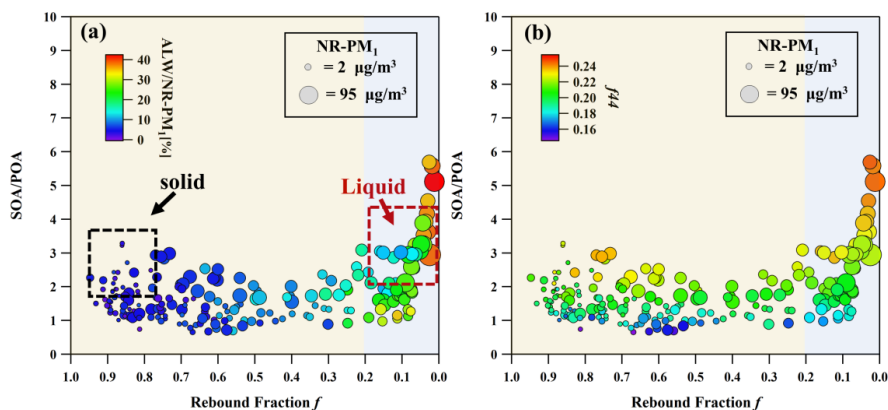 (a)
NR-PM1
= 2 μg/m³
= 95 μg/m³
40
30
20
10
0
ALW/NR-PM1[%]
solid
Liquid
SOA/POA
10
9
8
7
6
5
4
3
2
1
0
1.0 0.9 0.8 0.7 0.6 0.5 0.4 0.3 0.2 0.1 0.0
Rebound Fraction f
(b)
NR-PM1
= 2 μg/m³
= 95 μg/m³
0.24
0.22
0.20
0.18
0.16
f44
SOA/POA
10
9
8
7
6
5
4
3
2
1
0
1.0 0.9 0.8 0.7 0.6 0.5 0.4 0.3 0.2 0.1 0.0
Rebound Fraction f